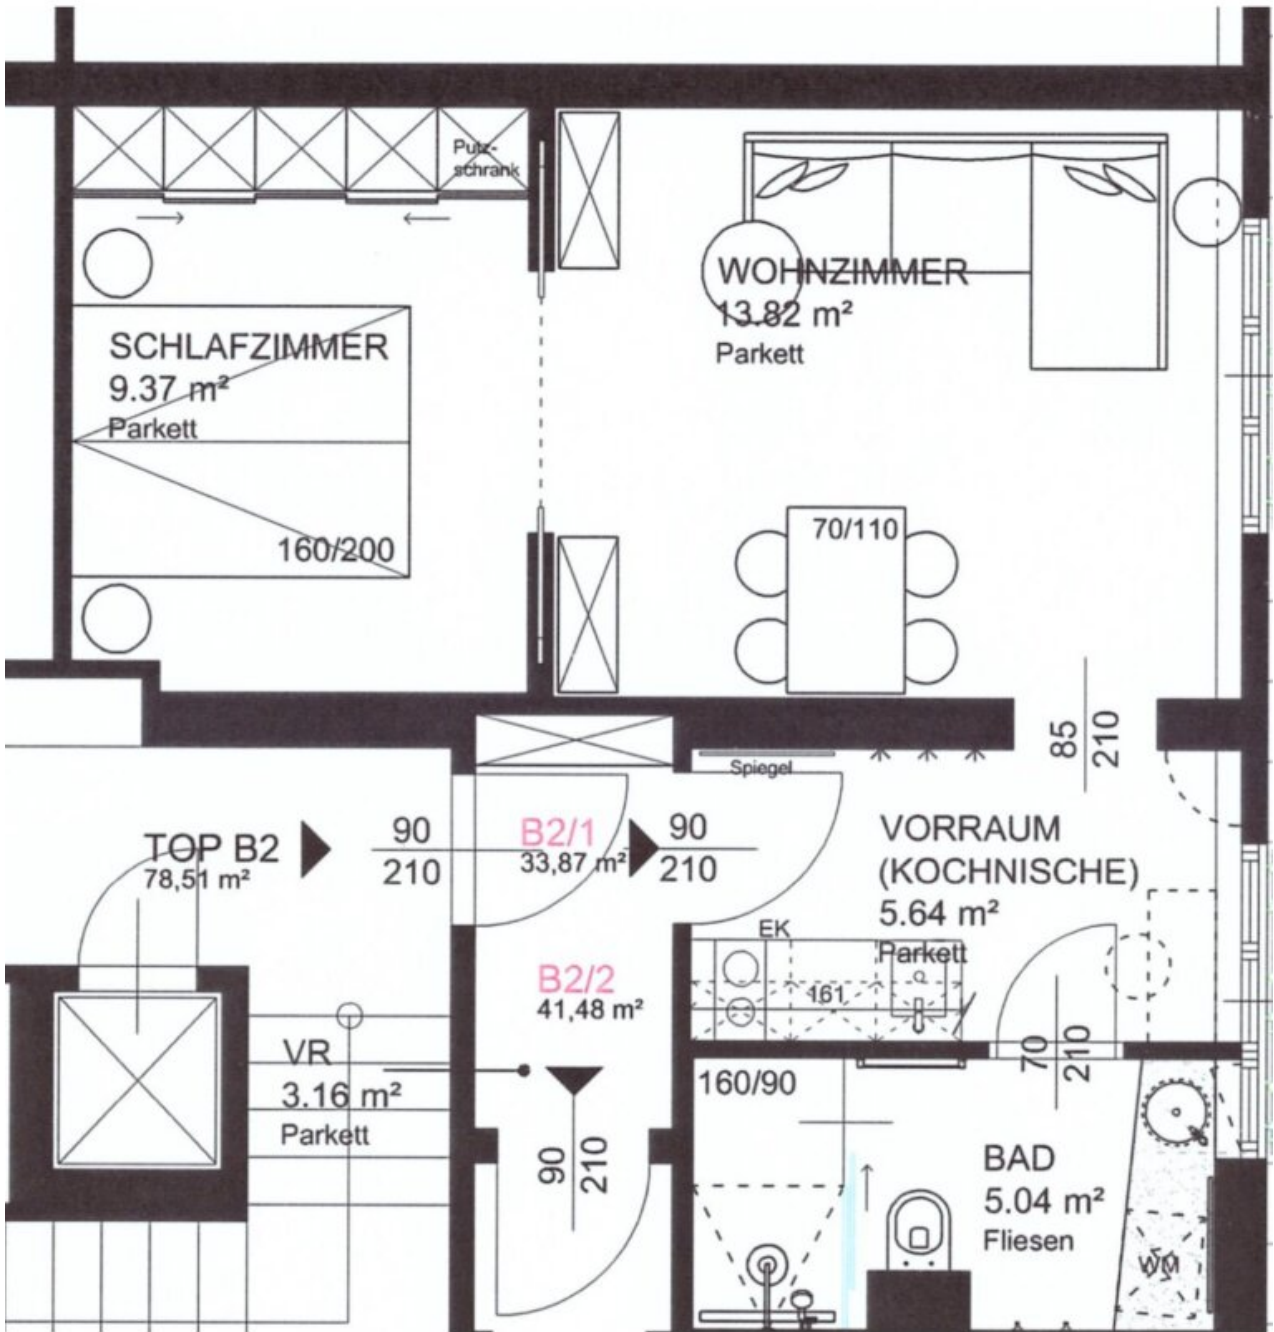 Putz-
schrank
WOHNZIMMER
13.82 m²
Parkett
SCHLAFZIMMER
9.37 m²
Parkett
160/200
70/110
85
210
Spiegel
TOP B2
78,51 m²
90
210
B2/1
33,87 m²
90
210
VORRAUM
(KOCHNISCHE)
5.64 m²
Parkett
EK
161
B2/2
41,48 m²
VR
3.16 m²
Parkett
70
210
160/90
90
210
BAD
5.04 m²
Fliesen
WM